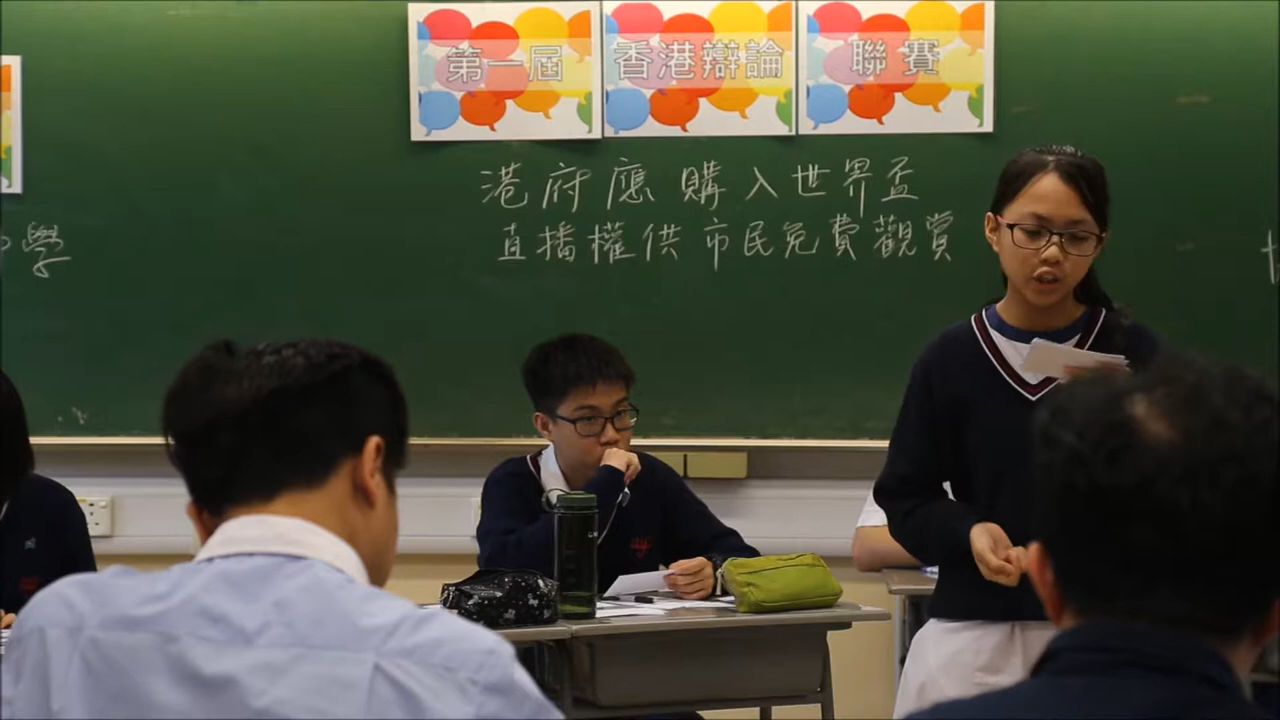 第一屆 香港辯論 聯賽
港府應購入世界盃
直播權供市民免費觀賞
學